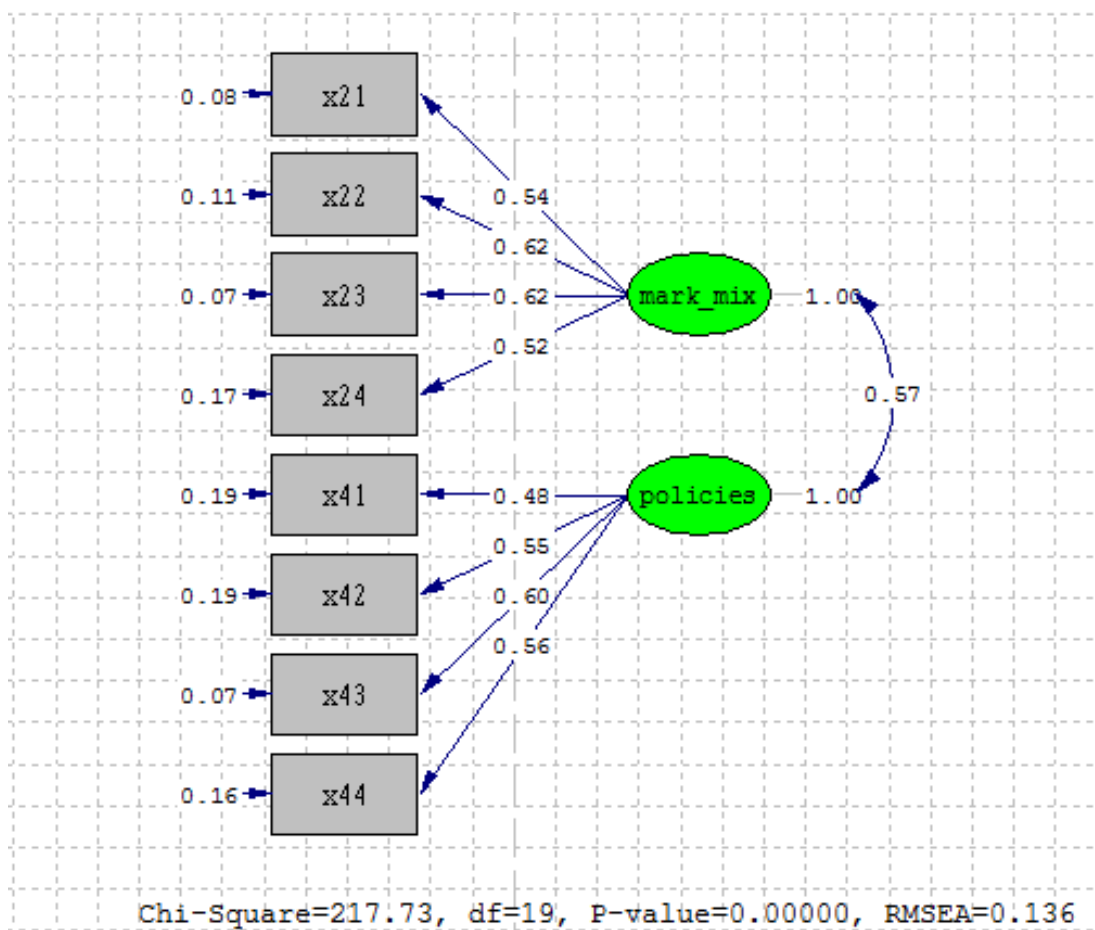 0.08 x21
0.54
0.11 x22
0.62
0.07 x23 0.62 mark_mix 1.00
0.52
0.17 x24 0.57
0.19 x41 0.48 policies 1.00
0.55
0.19 x42 0.60
0.56
0.07 x43
0.16 x44
Chi-Square=217.73, df=19, P-value=0.00000, RMSEA=0.136